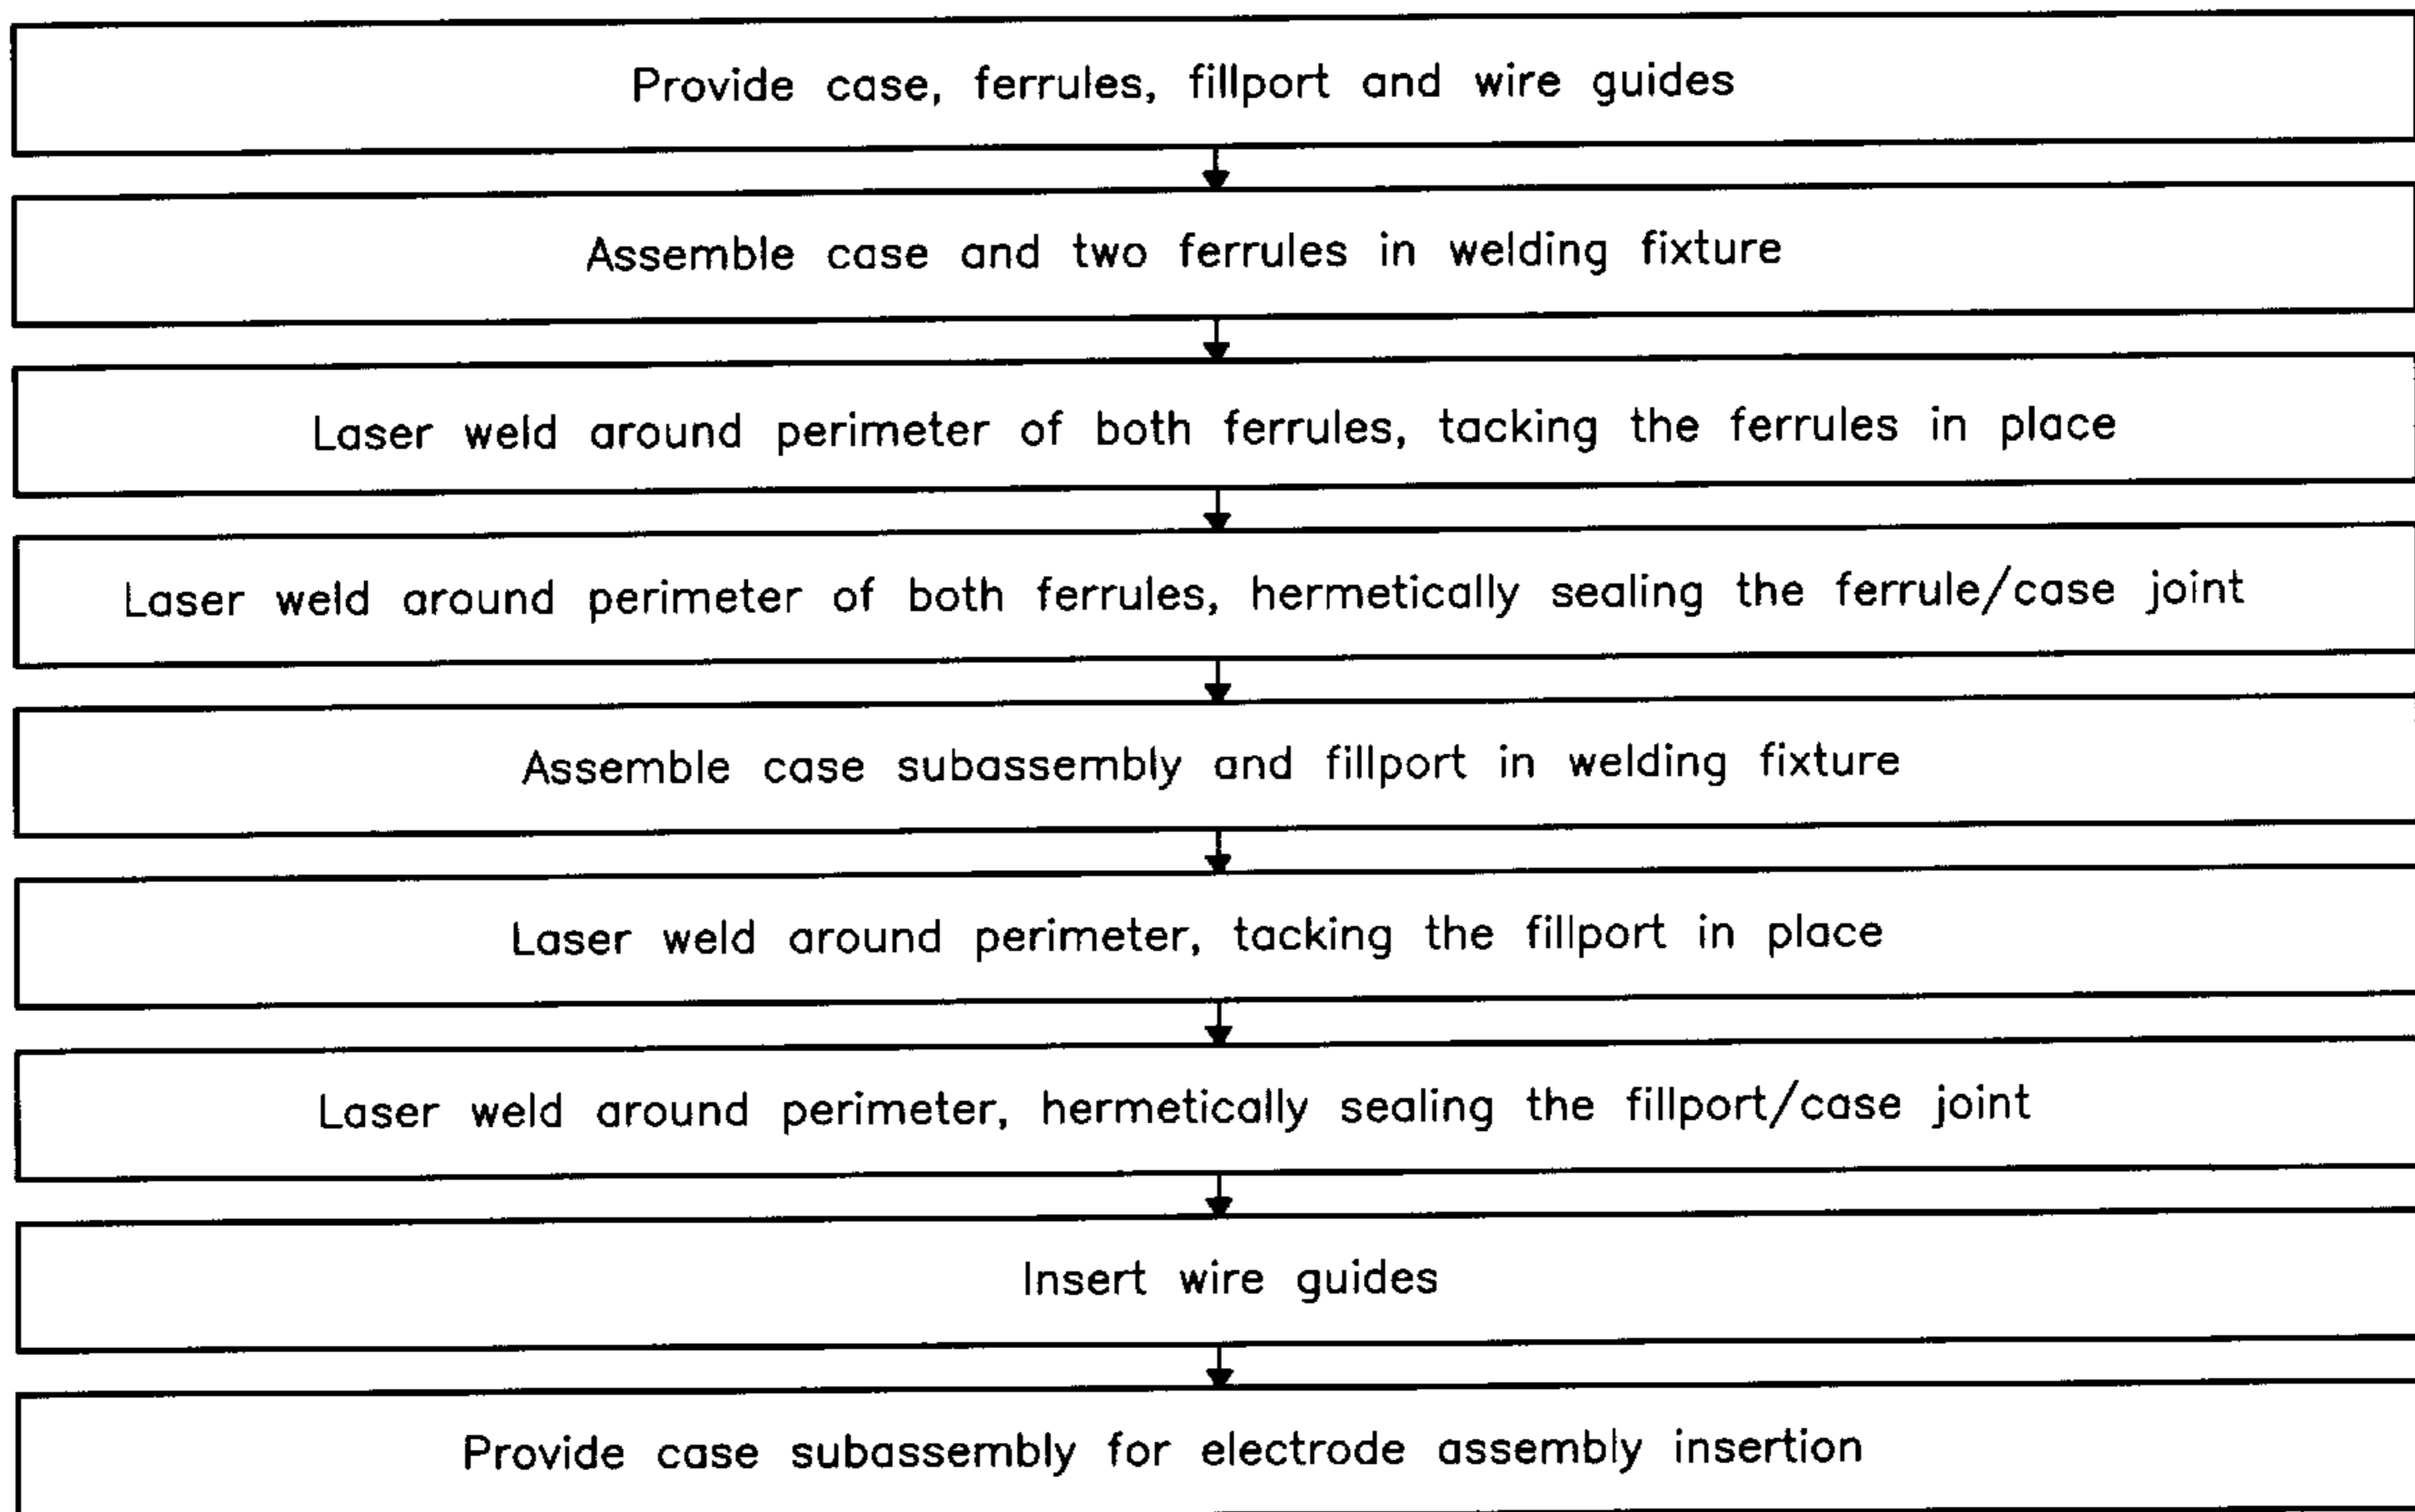 Provide case, ferrules, fillport and wire guides
Assemble case and two ferrules in welding fixture
Laser weld around perimeter of both ferrules, tacking the ferrules in place
Laser weld around perimeter of both ferrules, hermetically sealing the ferrule/case joint
Assemble case subassembly and fillport in welding fixture
Laser weld around perimeter, tacking the fillport in place
Laser weld around perimeter, hermetically sealing the fillport/case joint
Insert wire guides
Provide case subassembly for electrode assembly insertion